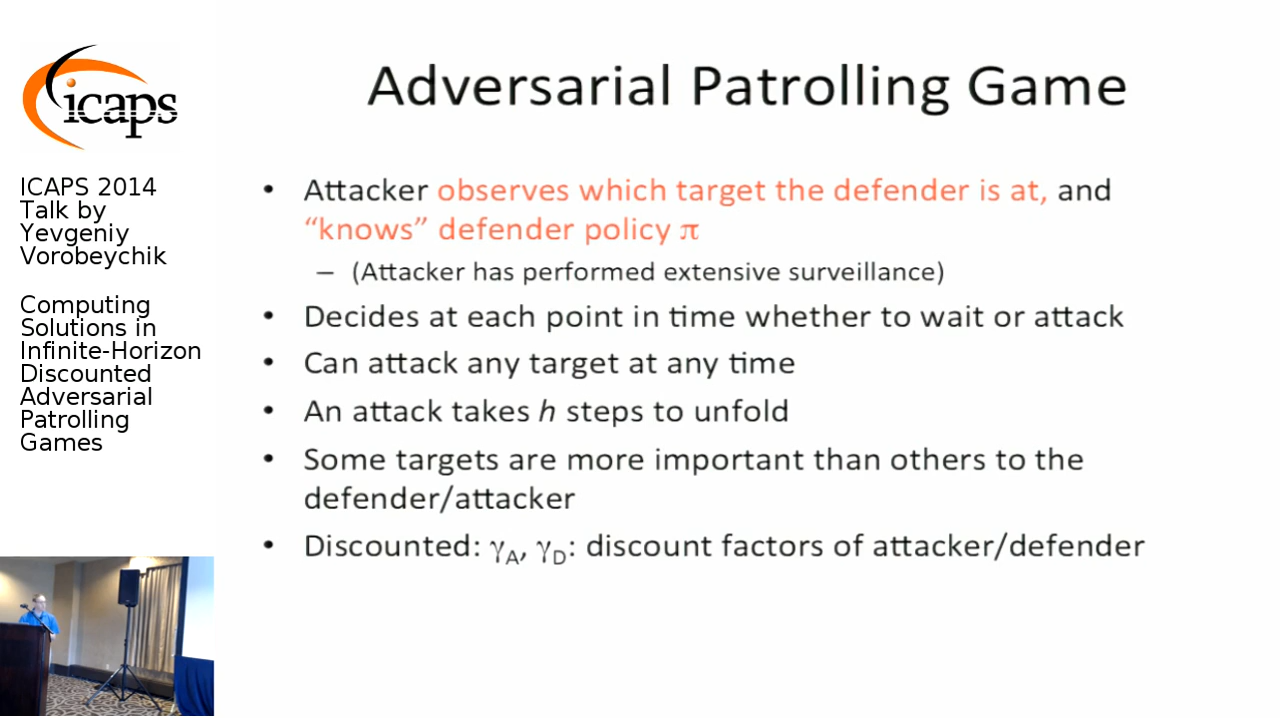 icaps
ICAPS 2014
Talk by
Yevgeniy
Vorobeychik
Computing
Solutions in
Infinite-Horizon
Discounted
Adversarial
Patrolling
Games
Adversarial Patrolling Game
• Attacker observes which target the defender is at, and
“knows” defender policy π
– (Attacker has performed extensive surveillance)
• Decides at each point in time whether to wait or attack
• Can attack any target at any time
• An attack takes h steps to unfold
• Some targets are more important than others to the
defender/attacker
• Discounted: γA, γD: discount factors of attacker/defender